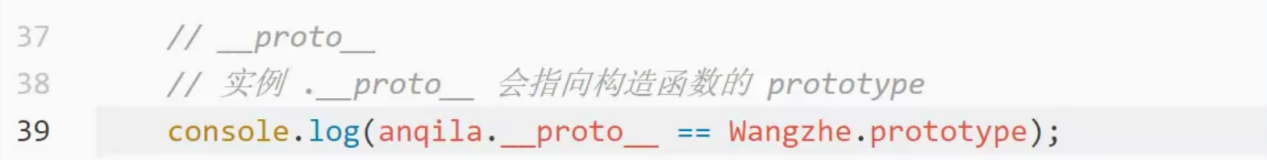 37 // __proto__
38 // 实例 .__proto__ 会指向构造函数的 prototype
39 console.log(anqila.__proto__ == Wangzhe.prototype);